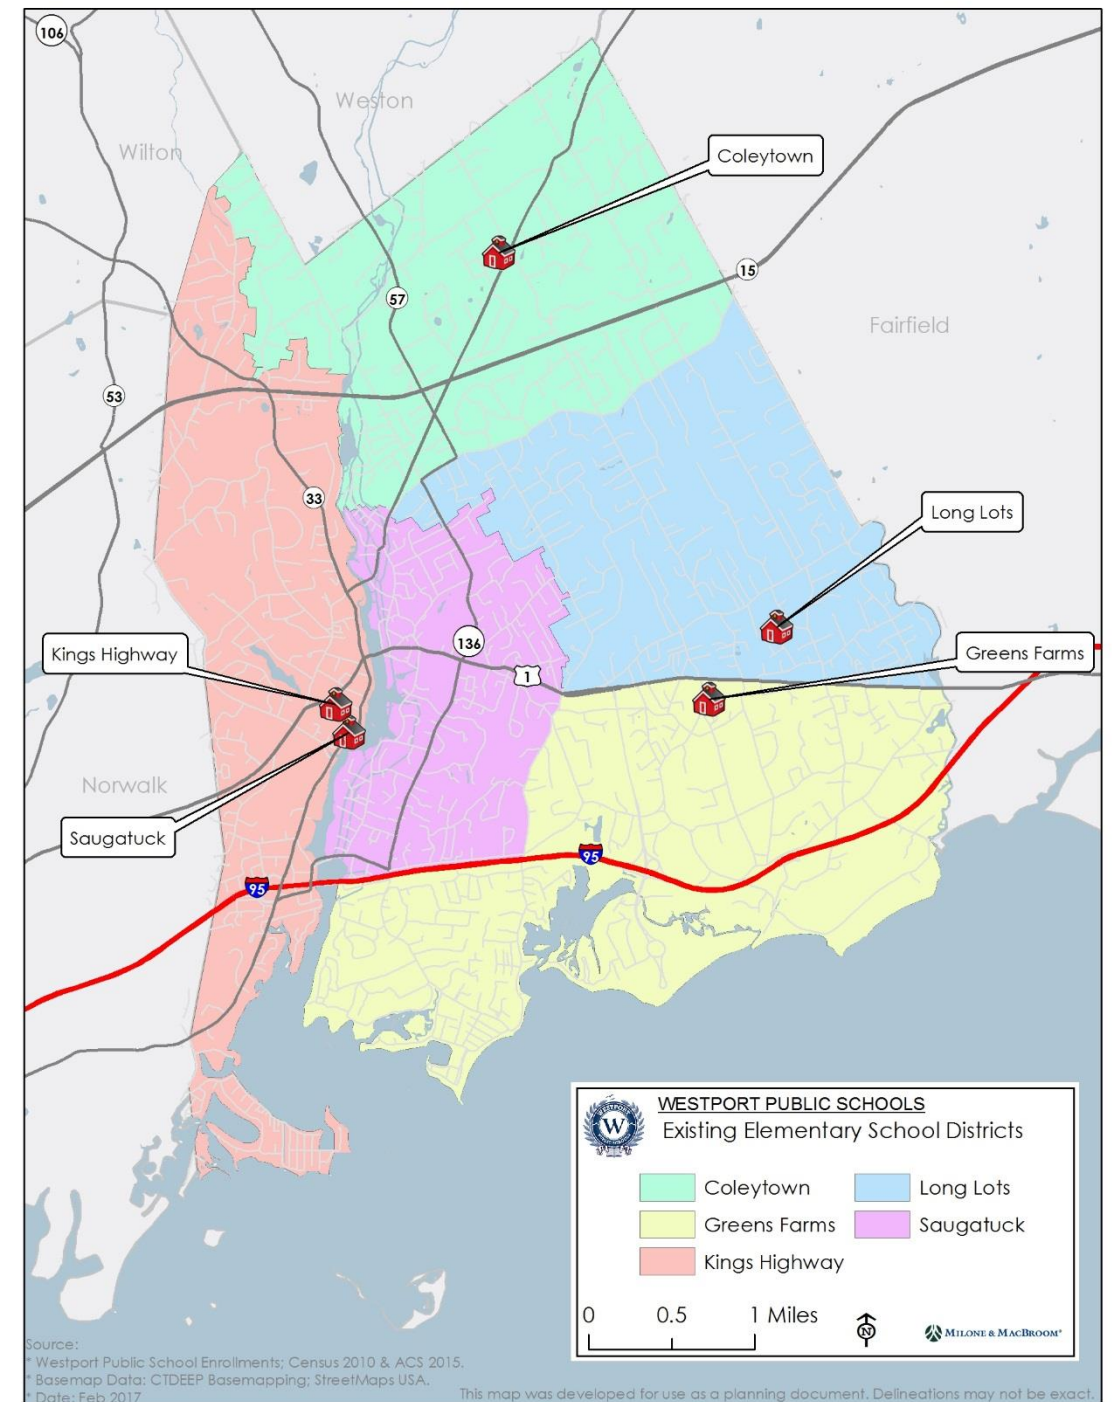 106
Weston
Wilton
Coleytown
15
57
Fairfield
53
33
Long Lots
Kings Highway
136
Greens Farms
1
Norwalk
Saugatuck
95
95
WESTPORT PUBLIC SCHOOLS
Existing Elementary School Districts
W
Coleytown
Long Lots
Greens Farms
Saugatuck
Kings Highway
0 0.5 1 Miles
N
MILONE & MACBROOM®
Source:
* Westport Public School Enrollments; Census 2010 & ACS 2015.
* Basemap Data: CTDEEP Basemapping; StreetMaps USA.
* Date: Feb 2017
This map was developed for use as a planning document. Delineations may not be exact.